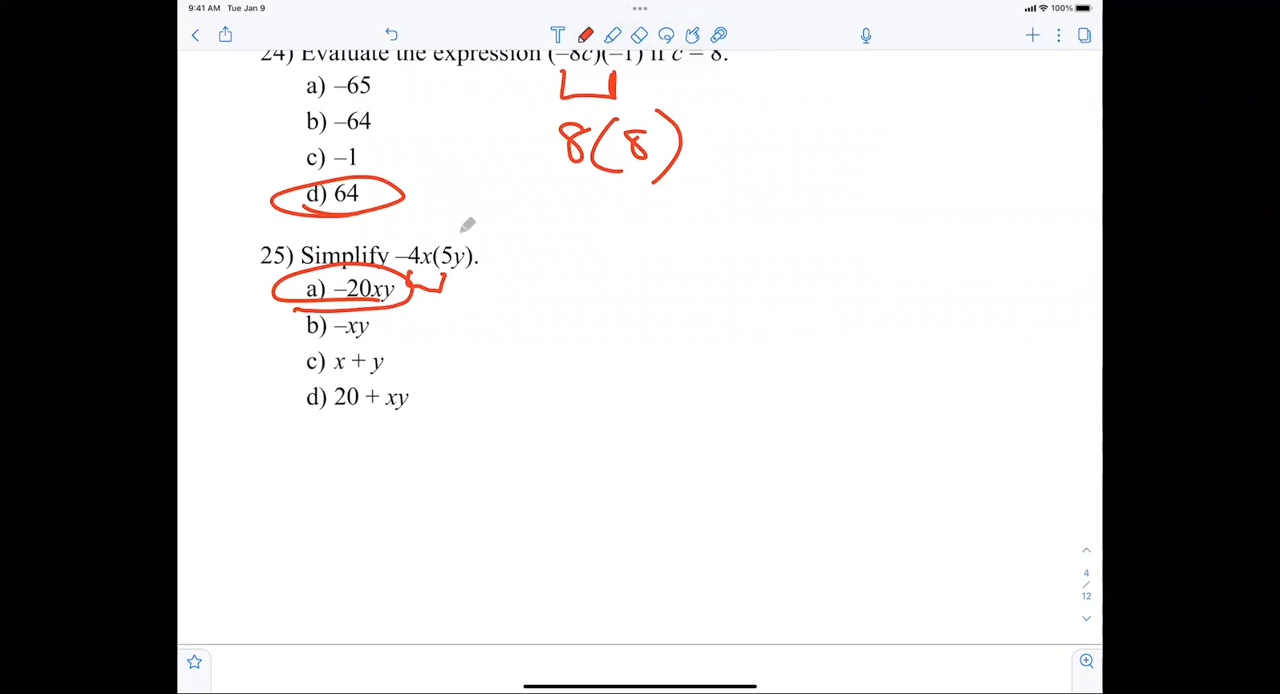 9:41 AM Tue Jan 9
100%
24) Evaluate the expression (–8c)(–1) if c = 8.
a) –65
b) –64
c) –1
d) 64
8(8)
25) Simplify –4x(5y).
a) –20xy
b) –xy
c) x + y
d) 20 + xy
4
/
12